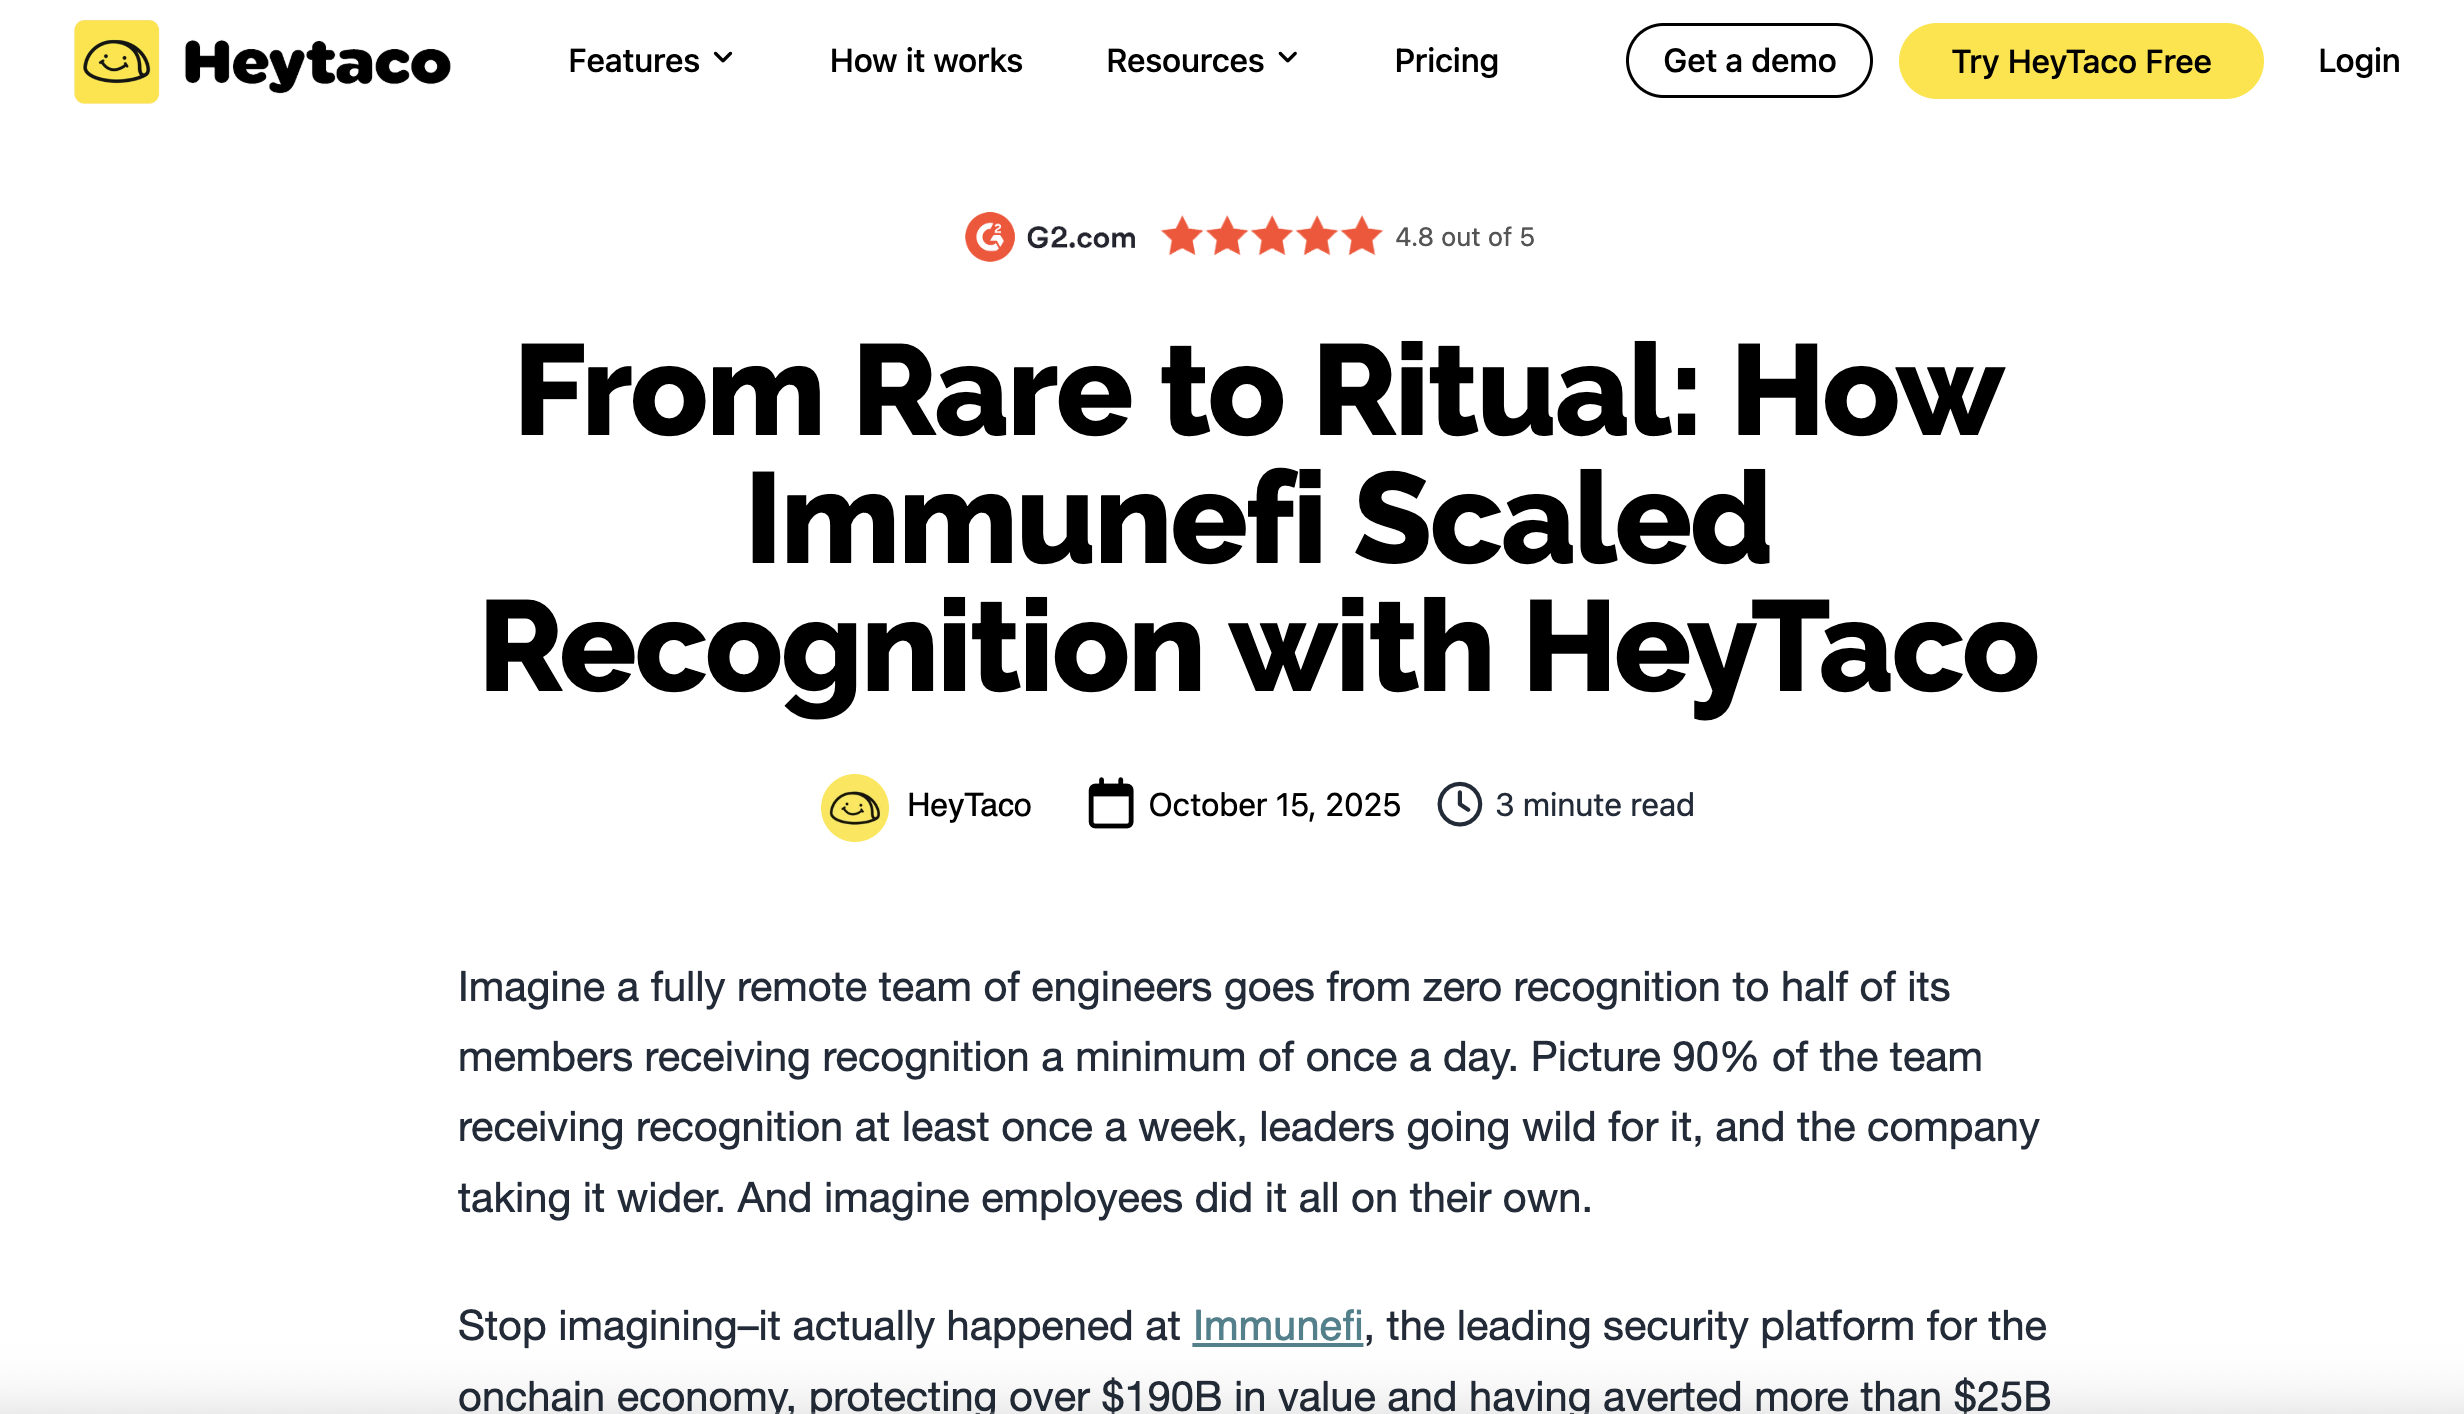 Heytaco
Features
How it works
Resources
Pricing
Get a demo
Try HeyTaco Free
Login
G2.com
4.8 out of 5
From Rare to Ritual: How
Immunefi Scaled
Recognition with HeyTaco
HeyTaco
October 15, 2025
3 minute read
Imagine a fully remote team of engineers goes from zero recognition to half of its
members receiving recognition a minimum of once a day. Picture 90% of the team
receiving recognition at least once a week, leaders going wild for it, and the company
taking it wider. And imagine employees did it all on their own.
Stop imagining–it actually happened at Immunefi, the leading security platform for the
onchain economy, protecting over $190B in value and having averted more than $25B